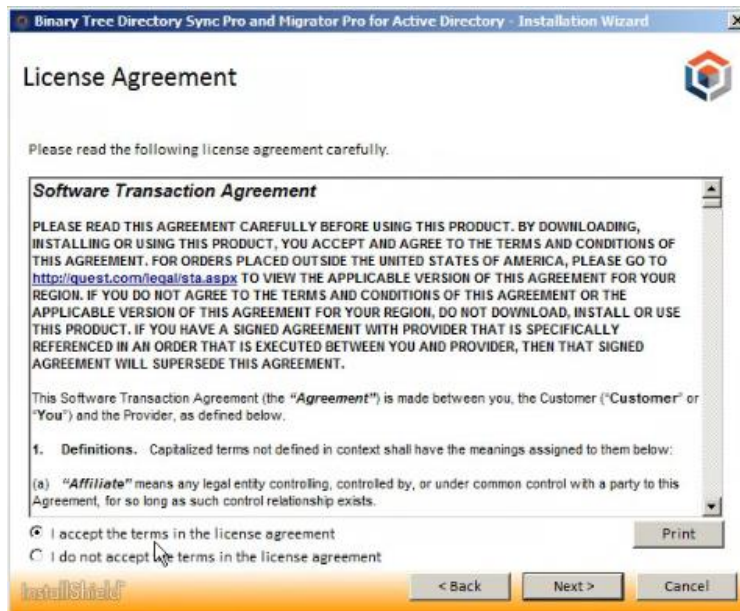 Binary Tree Directory Sync Pro and Migrator Pro for Active Directory - Installation Wizard
License Agreement
Please read the following license agreement carefully.
Software Transaction Agreement
PLEASE READ THIS AGREEMENT CAREFULLY BEFORE USING THIS PRODUCT. BY DOWNLOADING,
INSTALLING OR USING THIS PRODUCT, YOU ACCEPT AND AGREE TO THE TERMS AND CONDITIONS OF
THIS AGREEMENT. FOR ORDERS PLACED OUTSIDE THE UNITED STATES OF AMERICA, PLEASE GO TO
http://quest.com/legal/sta.aspx TO VIEW THE APPLICABLE VERSION OF THIS AGREEMENT FOR YOUR
REGION. IF YOU DO NOT AGREE TO THE TERMS AND CONDITIONS OF THIS AGREEMENT OR THE
APPLICABLE VERSION OF THIS AGREEMENT FOR YOUR REGION, DO NOT DOWNLOAD, INSTALL OR USE
THIS PRODUCT. IF YOU HAVE A SIGNED AGREEMENT WITH PROVIDER THAT IS SPECIFICALLY
REFERENCED IN AN ORDER THAT IS EXECUTED BETWEEN YOU AND PROVIDER, THEN THAT SIGNED
AGREEMENT WILL SUPERSEDE THIS AGREEMENT.
This Software Transaction Agreement (the "Agreement") is made between you, the Customer ("Customer" or
"You") and the Provider, as defined below.
1. Definitions. Capitalized terms not defined in context shall have the meanings assigned to them below:
(a) "Affiliate" means any legal entity controlling, controlled by, or under common control with a party to this
Agreement, for so long as such control relationship exists.
I accept the terms in the license agreement
Print
I do not accept the terms in the license agreement
InstallShield
< Back
Next >
Cancel